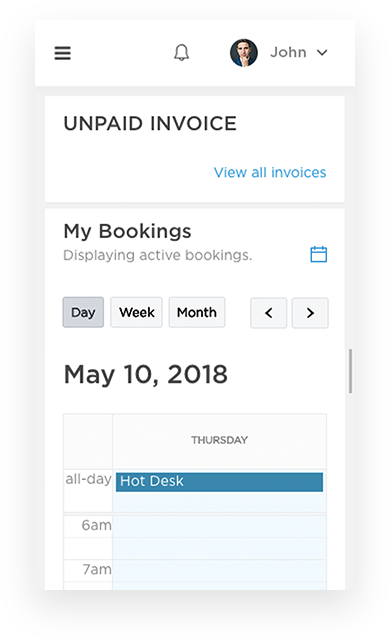 John
UNPAID INVOICE
View all invoices
My Bookings
Displaying active bookings.
Day Week Month
May 10, 2018
THURSDAY
all-day Hot Desk
6am
7am